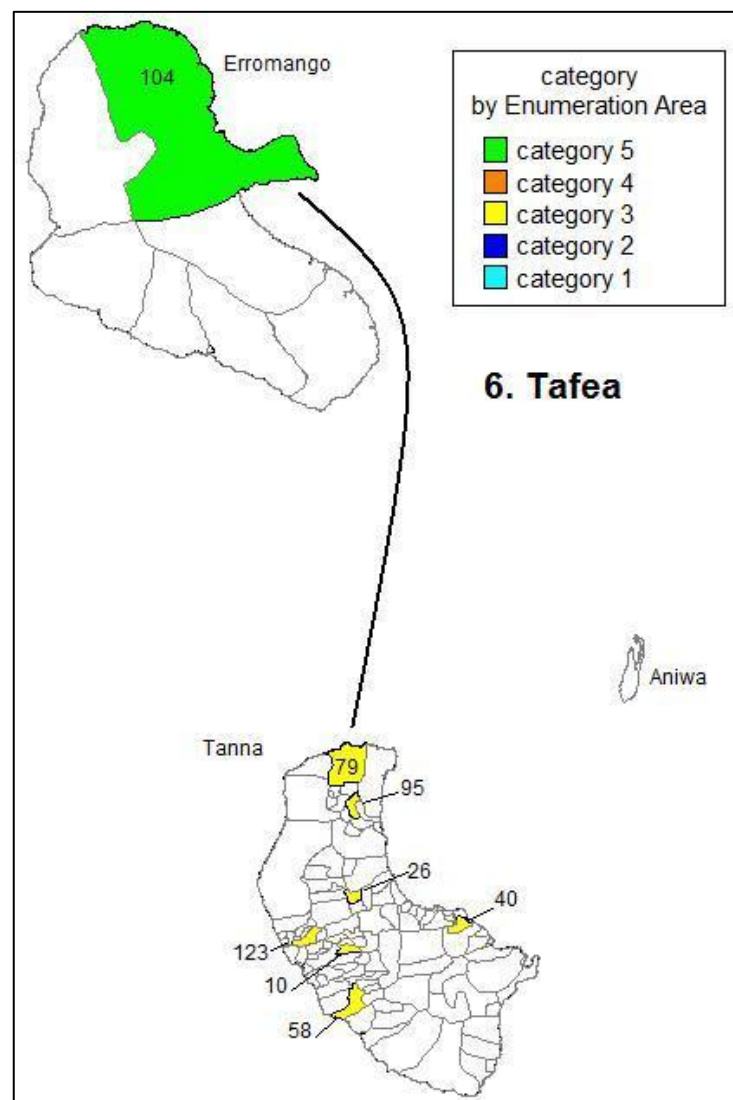 Erromango
104
category
by Enumeration Area
category 5
category 4
category 3
category 2
category 1
6. Tafea
Aniwa
Tanna
79
95
26
40
123
10
58